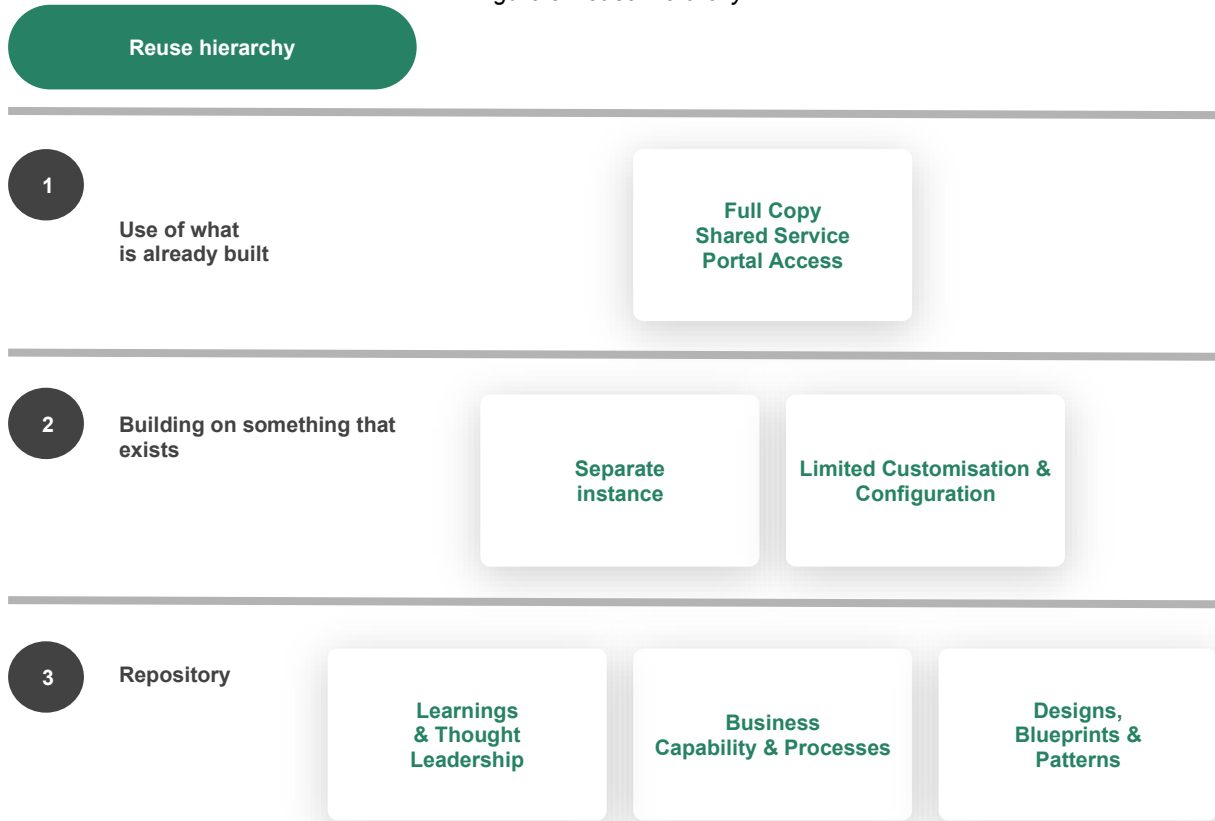 Reuse hierarchy
1
Use of what
is already built
Full Copy
Shared Service
Portal Access
2
Building on something that
exists
Separate
instance
Limited Customisation &
Configuration
3
Repository
Learnings
& Thought
Leadership
Business
Capability & Processes
Designs,
Blueprints &
Patterns